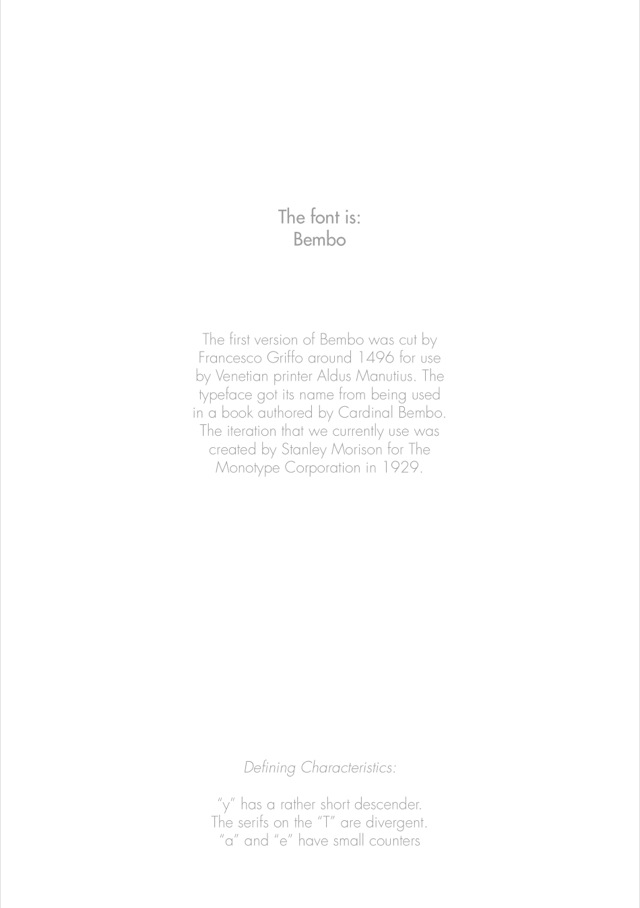 The font is:
Bembo
The first version of Bembo was cut by
Francesco Griffo around 1496 for use
by Venetian printer Aldus Manutius. The
typeface got its name from being used
in a book authored by Cardinal Bembo.
The iteration that we currently use was
created by Stanley Morison for The
Monotype Corporation in 1929.
Defining Characteristics:
“y” has a rather short descender.
The serifs on the “T” are divergent.
“a” and “e” have small counters